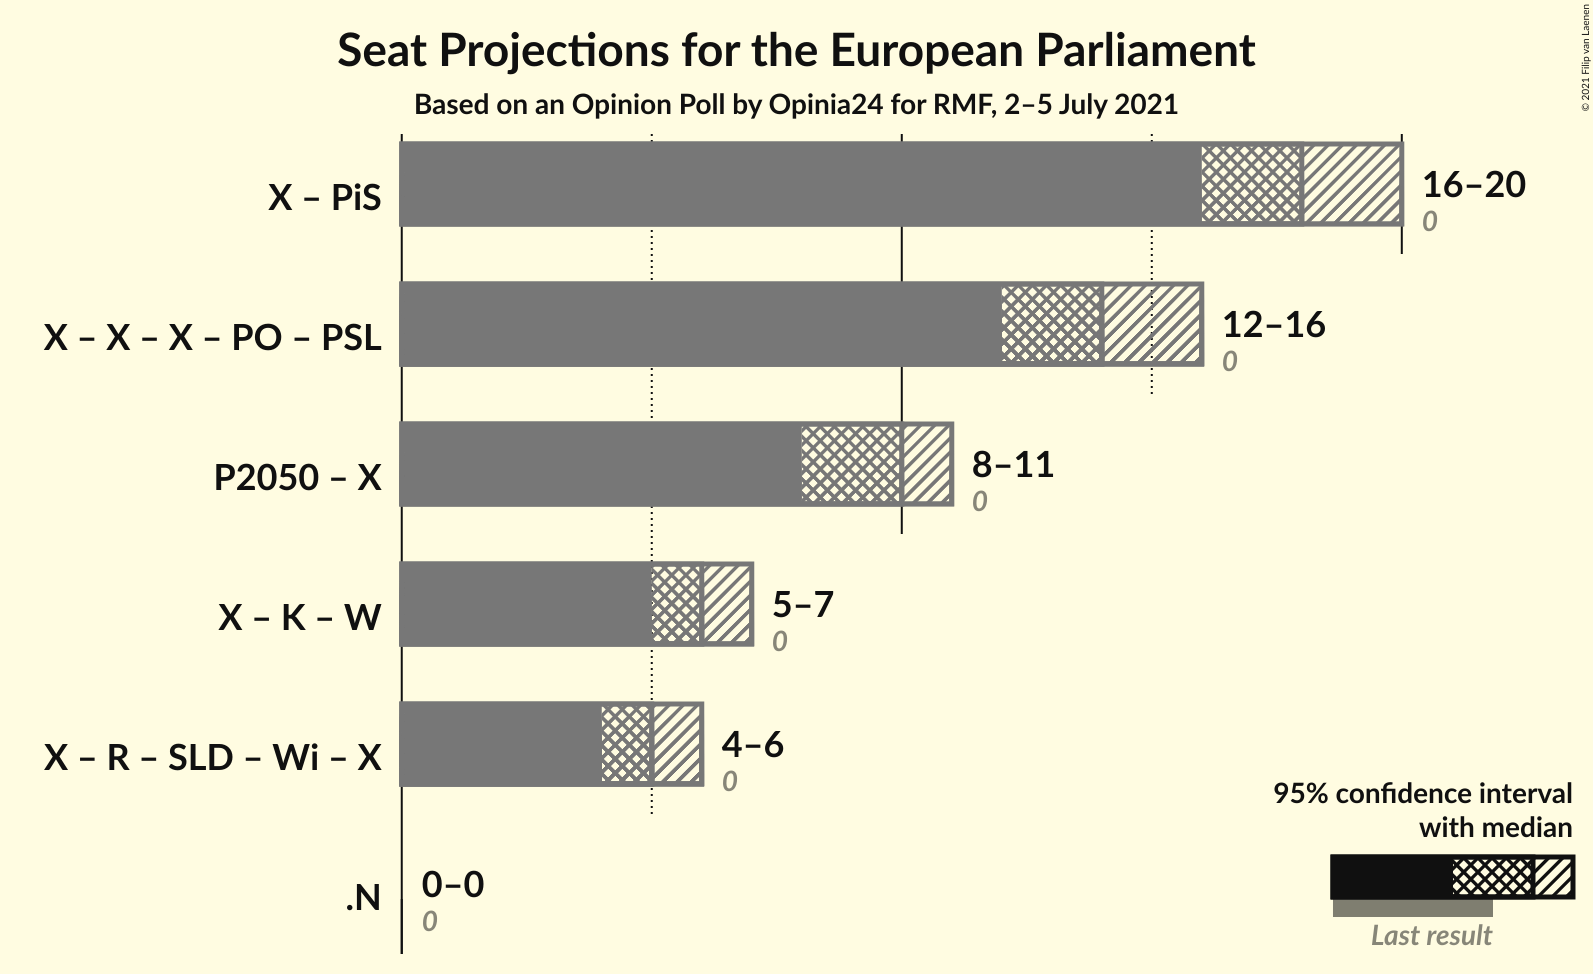 Seat Projections for the European Parliament
Based on an Opinion Poll by Opinia24 for RMF, 2–5 July 2021
© 2021 Filip van Laenen
X – PiS
16–20
0
X – X – X – PO – PSL
12–16
0
P2050 – X
8–11
0
X – K – W
5–7
0
X – R – SLD – Wi – X
4–6
0
.N
0–0
0
95% confidence interval
with median
Last result